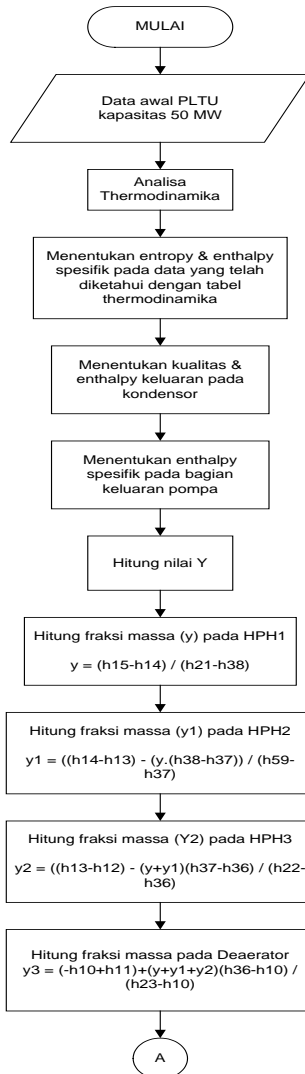 MULAI
Data awal PLTU
kapasitas 50 MW
Analisa
Thermodinamika
Menentukan entropy & enthalpy
spesifik pada data yang telah
diketahui dengan tabel
thermodinamika
Menentukan kualitas &
enthalpy keluaran pada
kondensor
Menentukan enthalpy
spesifik pada bagian
keluaran pompa
Hitung nilai Y
Hitung fraksi massa (y) pada HPH1
y = (h15-h14) / (h21-h38)
Hitung fraksi massa (y1) pada HPH2
y1 = ((h14-h13) - (y.(h38-h37)) / (h59-
h37)
Hitung fraksi massa (Y2) pada HPH3
y2 = ((h13-h12) - (y+y1)(h37-h36) / (h22-
h36)
Hitung fraksi massa pada Deaerator
y3 = (-h10+h11)+(y+y1+y2)(h36-h10) /
(h23-h10)
A